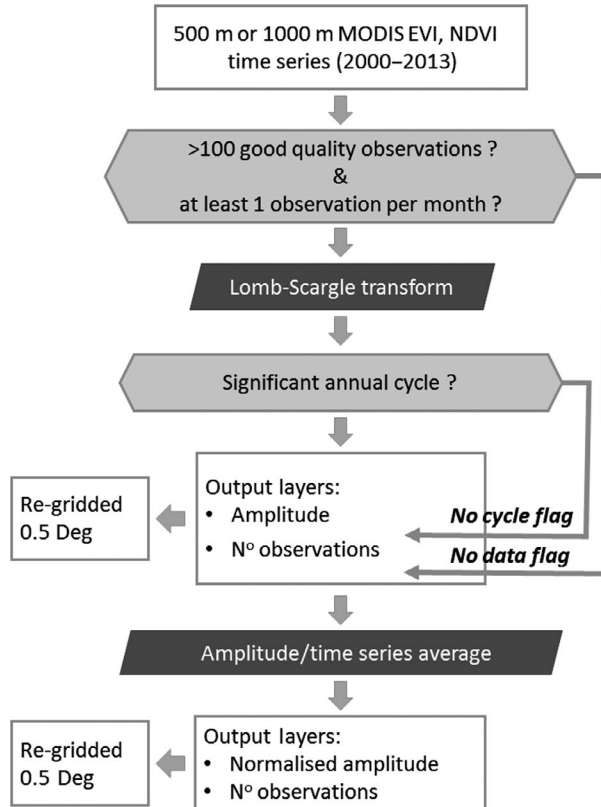 500 m or 1000 m MODIS EVI, NDVI
time series (2000–2013)
>100 good quality observations ?
&
at least 1 observation per month ?
Lomb-Scargle transform
Significant annual cycle ?
Output layers:
• Amplitude
• Nº observations
Re-gridded
0.5 Deg
No cycle flag
No data flag
Amplitude/time series average
Output layers:
• Normalised amplitude
• Nº observations
Re-gridded
0.5 Deg